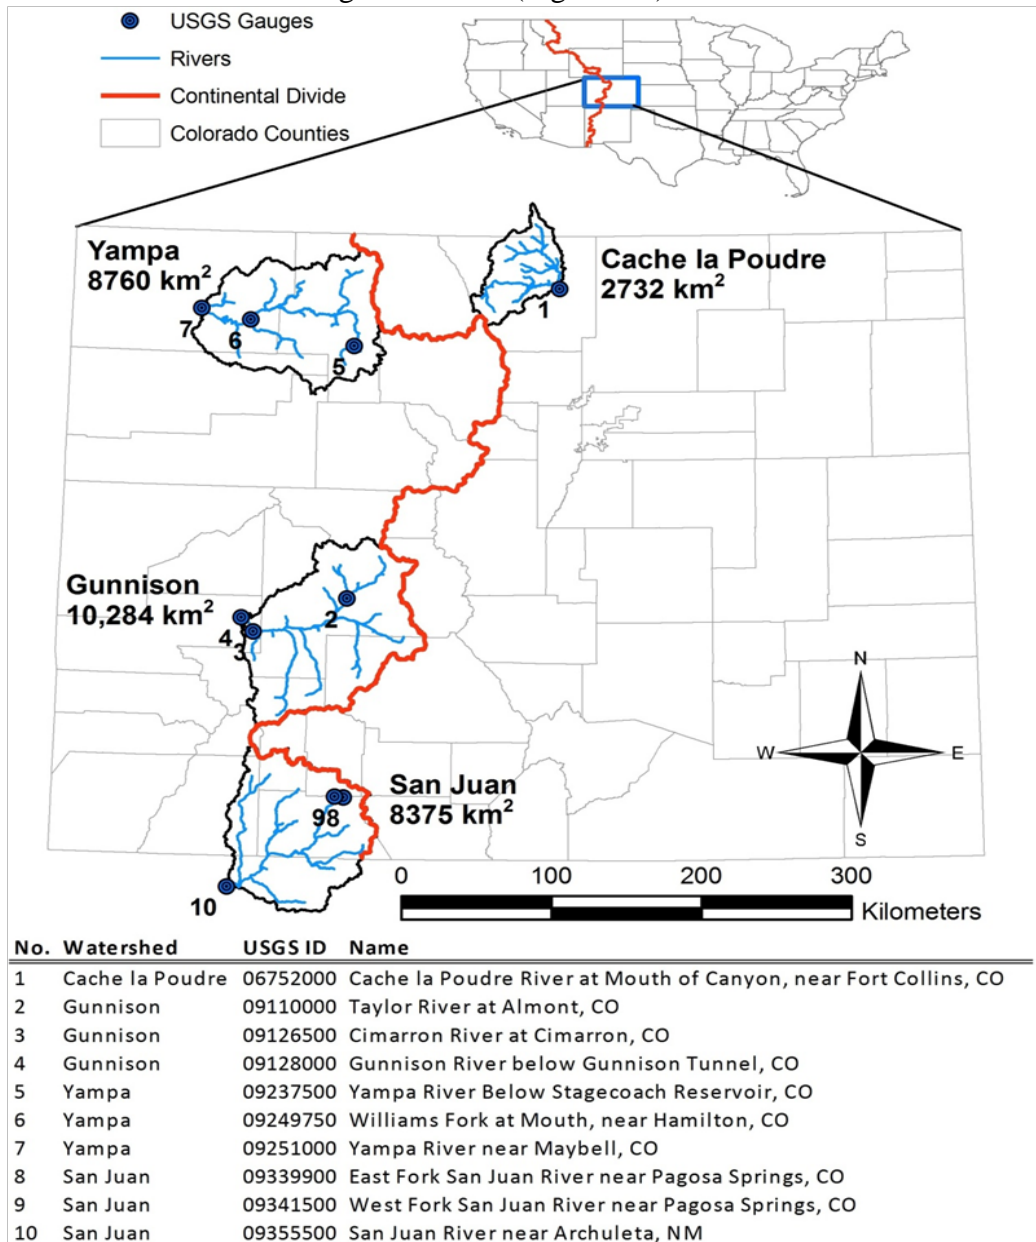 USGS Gauges
Rivers
Continental Divide
Colorado Counties
Yampa
8760 km²
Cache la Poudre
2732 km²
1
7
6
5
Gunnison
10,284 km²
2
4
3
N
W
E
S
San Juan
8375 km²
98
10
0 100 200 300
Kilometers
No. Watershed USGS ID Name
1 Cache la Poudre 06752000 Cache la Poudre River at Mouth of Canyon, near Fort Collins, CO
2 Gunnison 09110000 Taylor River at Almont, CO
3 Gunnison 09126500 Cimarron River at Cimarron, CO
4 Gunnison 09128000 Gunnison River below Gunnison Tunnel, CO
5 Yampa 09237500 Yampa River Below Stagecoach Reservoir, CO
6 Yampa 09249750 Williams Fork at Mouth, near Hamilton, CO
7 Yampa 09251000 Yampa River near Maybell, CO
8 San Juan 09339900 East Fork San Juan River near Pagosa Springs, CO
9 San Juan 09341500 West Fork San Juan River near Pagosa Springs, CO
10 San Juan 09355500 San Juan River near Archuleta, NM